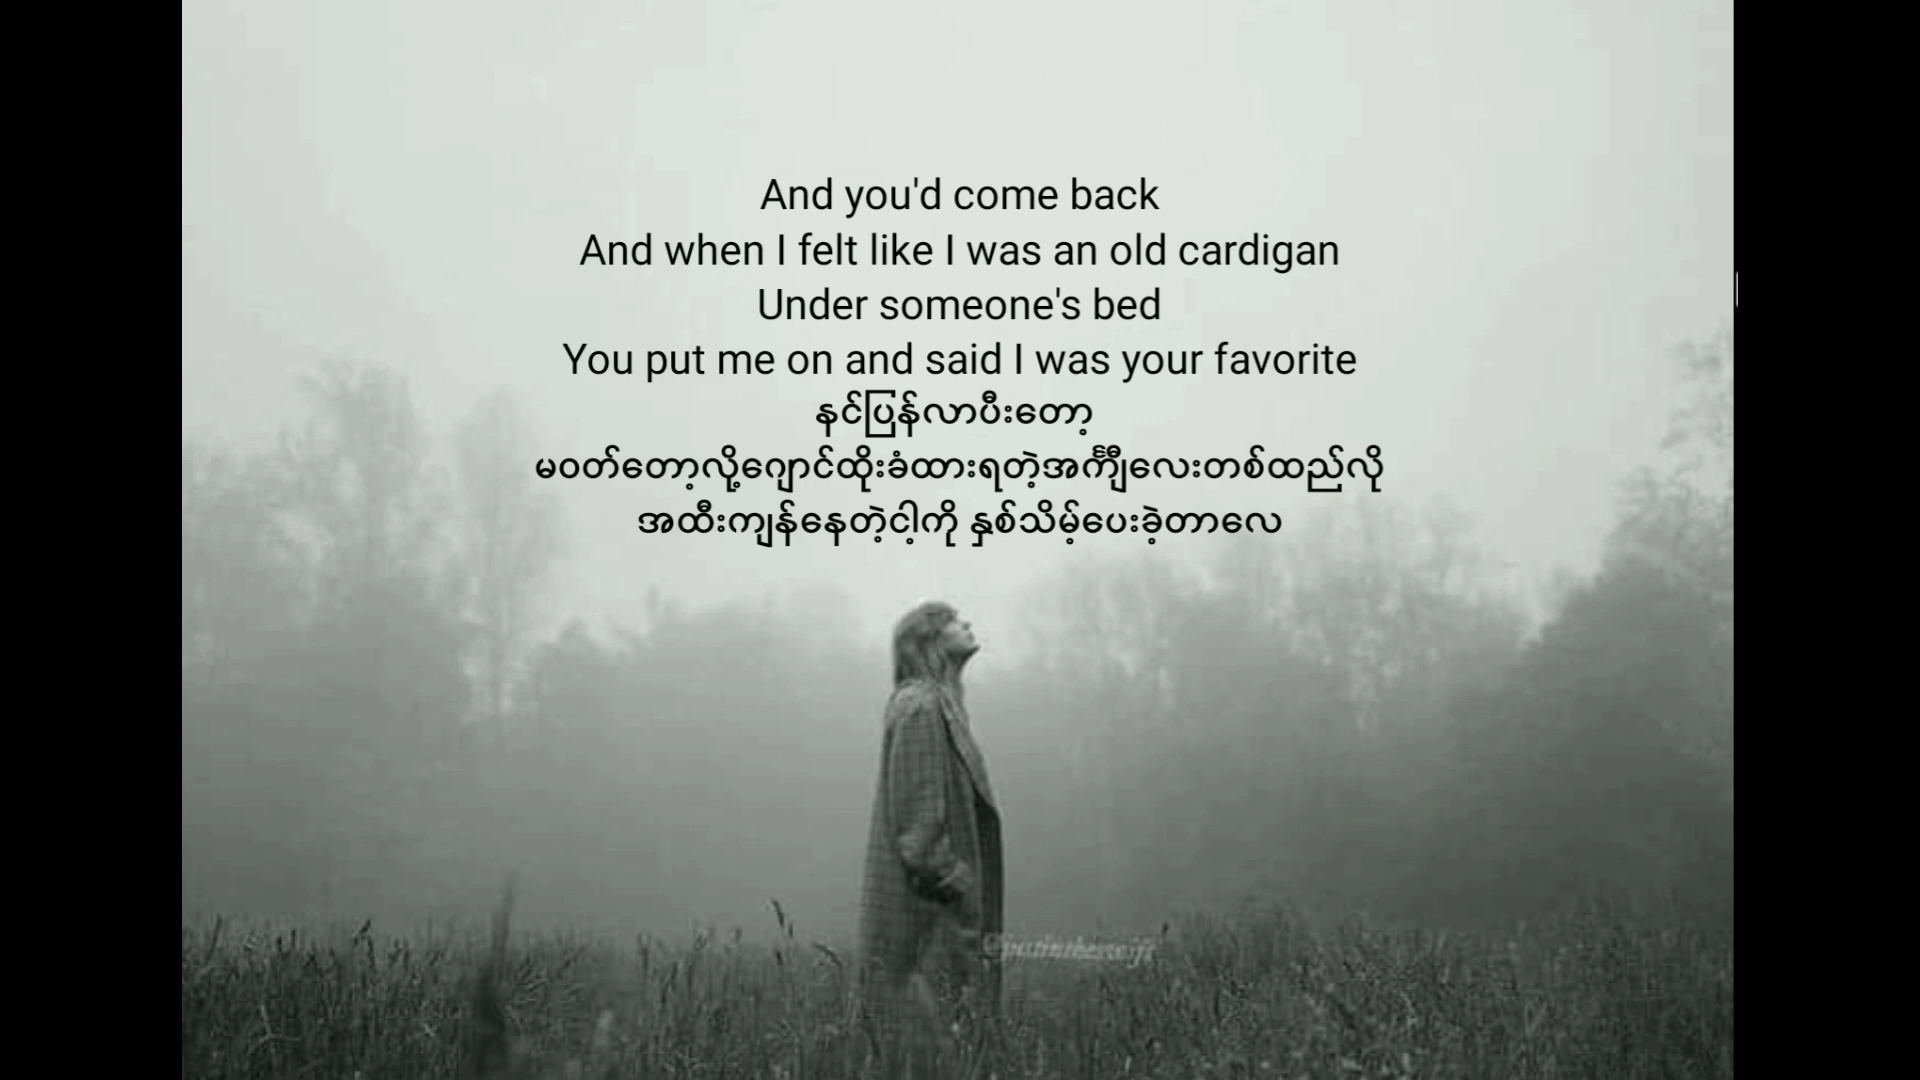 And you'd come back
And when I felt like I was an old cardigan
Under someone's bed
You put me on and said I was your favorite
နင်ပြန်လာပီးတော့
မဝတ်တော့လို့ဂျောင်ထိုးခံထားရတဲ့အင်္ကျီလေးတစ်ထည်လို
အထီးကျန်နေတဲ့ငါ့ကို နှစ်သိမ့်ပေးခဲ့တာလေ